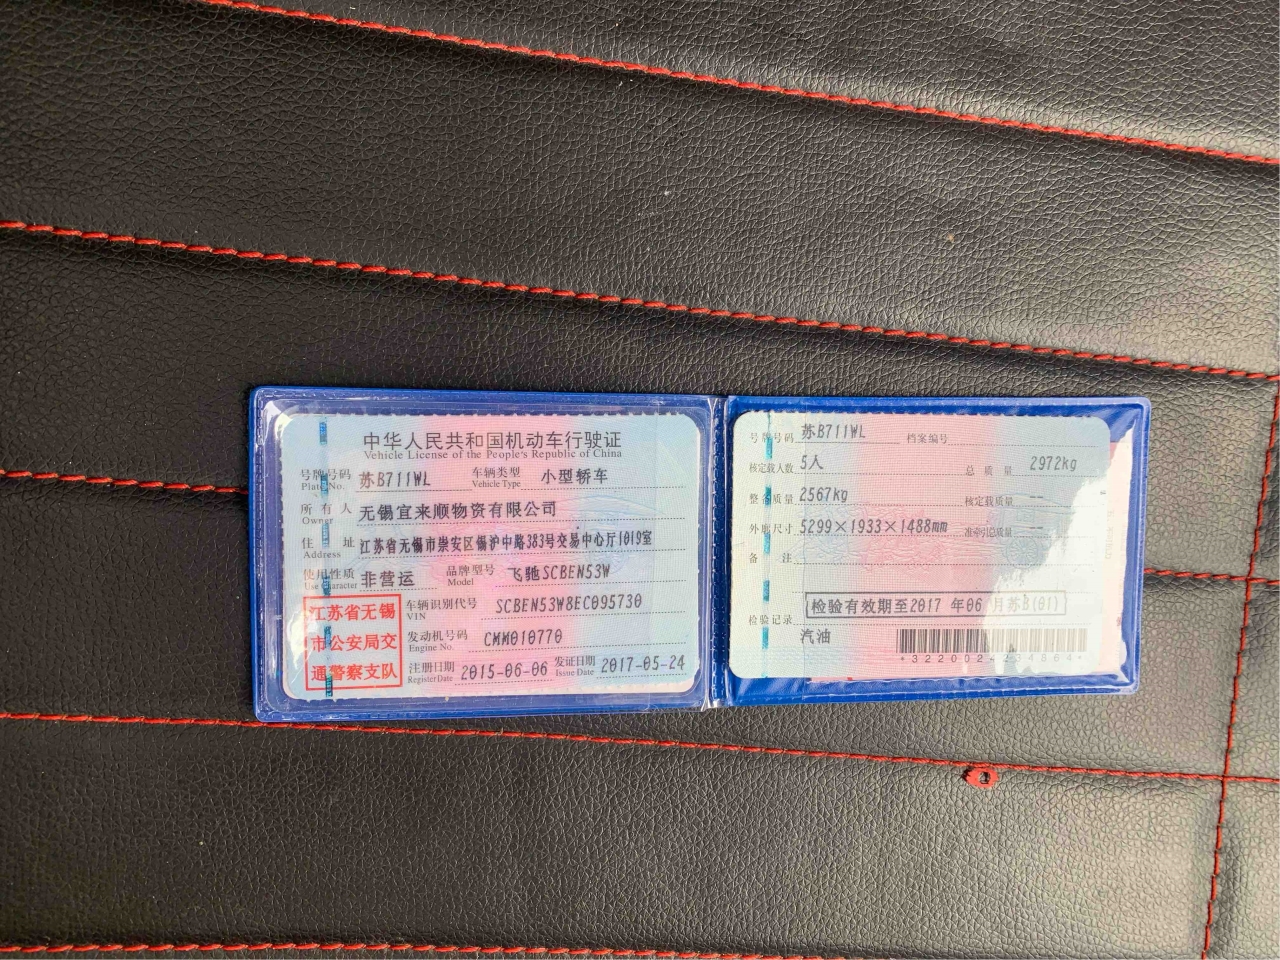 中华人民共和国机动车行驶证
Vehicle License of the People's Republic of China
号牌号码 苏B711WL 车辆类型 小型轿车
Plate No. Vehicle Type
所有人 无锡宜来顺物资有限公司
Owner
住址 江苏省无锡市崇安区锡沪中路383号交易中心厅1019室
Address
使用性质 非营运 品牌型号 飞驰SCBEN53W
Use Character Model
江苏省无锡
市公安局交
通警察支队
车辆识别代号 SCBEN53W8EC095730
VIN
发动机号码 CMM010770
Engine No.
注册日期 2015-06-06 发证日期 2017-05-24
Register Date Issue Date
号牌号码 苏B711WL 档案编号
核定载人数 5人 总质量 2972kg
整备质量 2567kg 核定载质量 --
外廓尺寸 5299×1933×1488mm 准牵引总质量 --
备注
检验有效期至2017年06月苏B(01)
检验记录
汽油